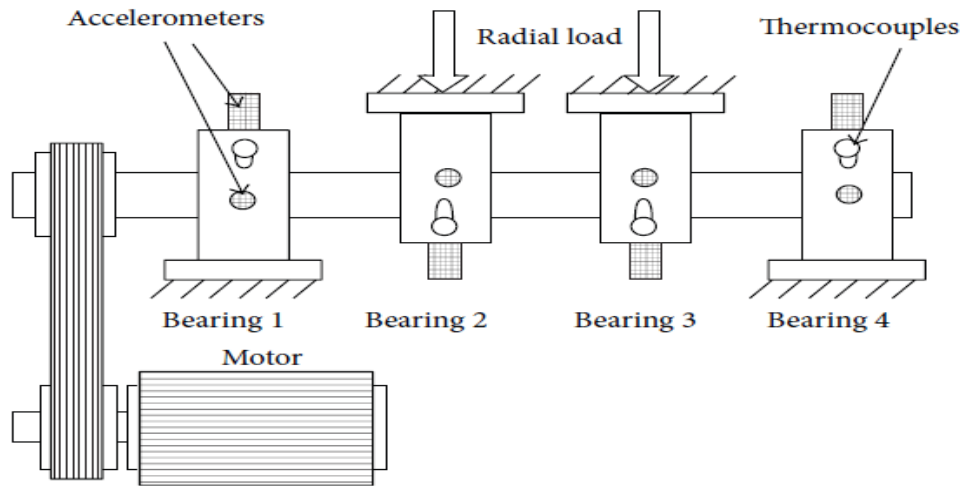 Accelerometers
Radial load
Thermocouples
Bearing 1
Bearing 2
Bearing 3
Bearing 4
Motor